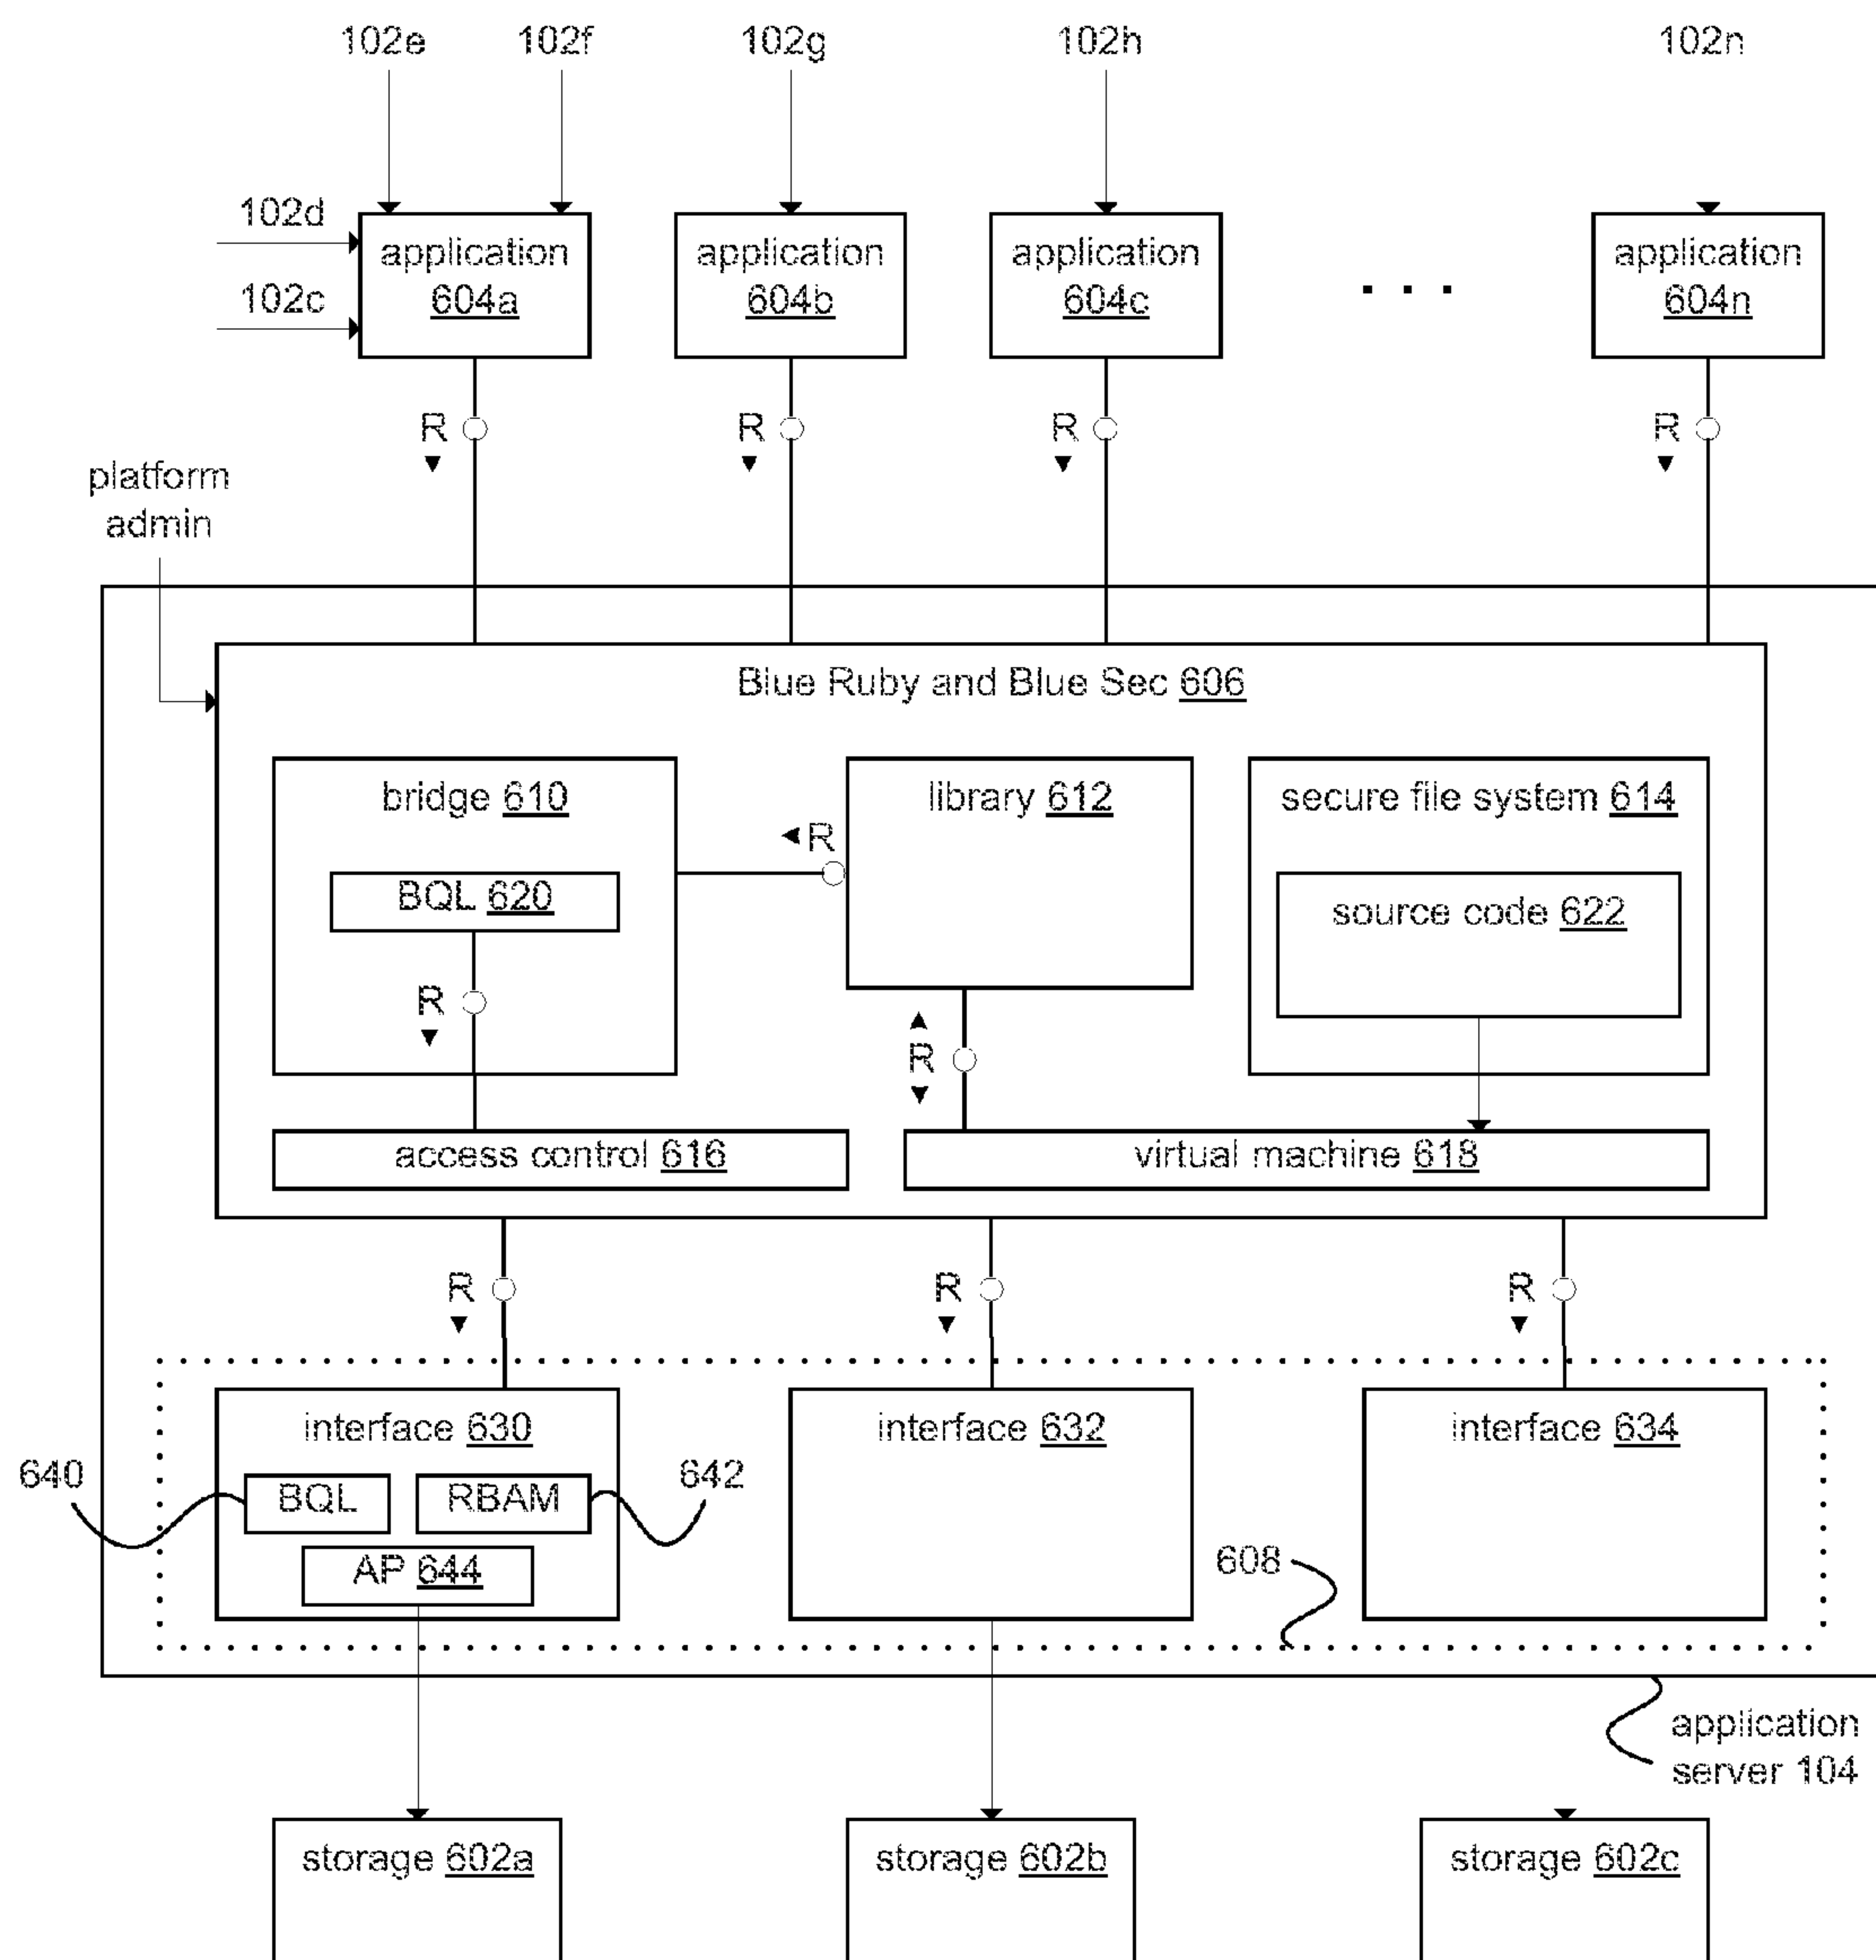 102e 102f 102g 102h 102n
102d
102c
application
604a
application
604b
application
604c
. . .
application
604n
R R R R
platform
admin
Blue Ruby and Blue Sec 606
bridge 610
library 612
secure file system 614
R
BQL 620
source code 622
R
R
access control 616
virtual machine 618
R R R
interface 630
interface 632
interface 634
640
BQL
RBAM
642
AP 644
608
application
server 104
storage 602a
storage 602b
storage 602c